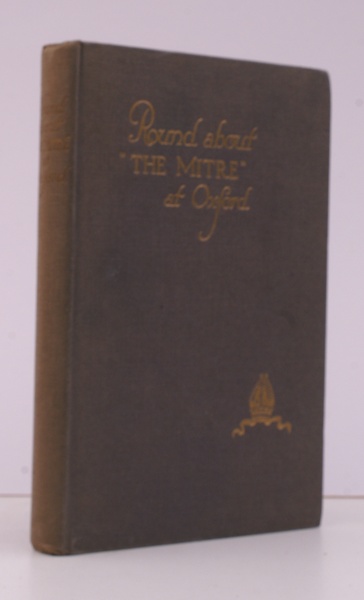 Round about
"THE MITRE"
at Oxford